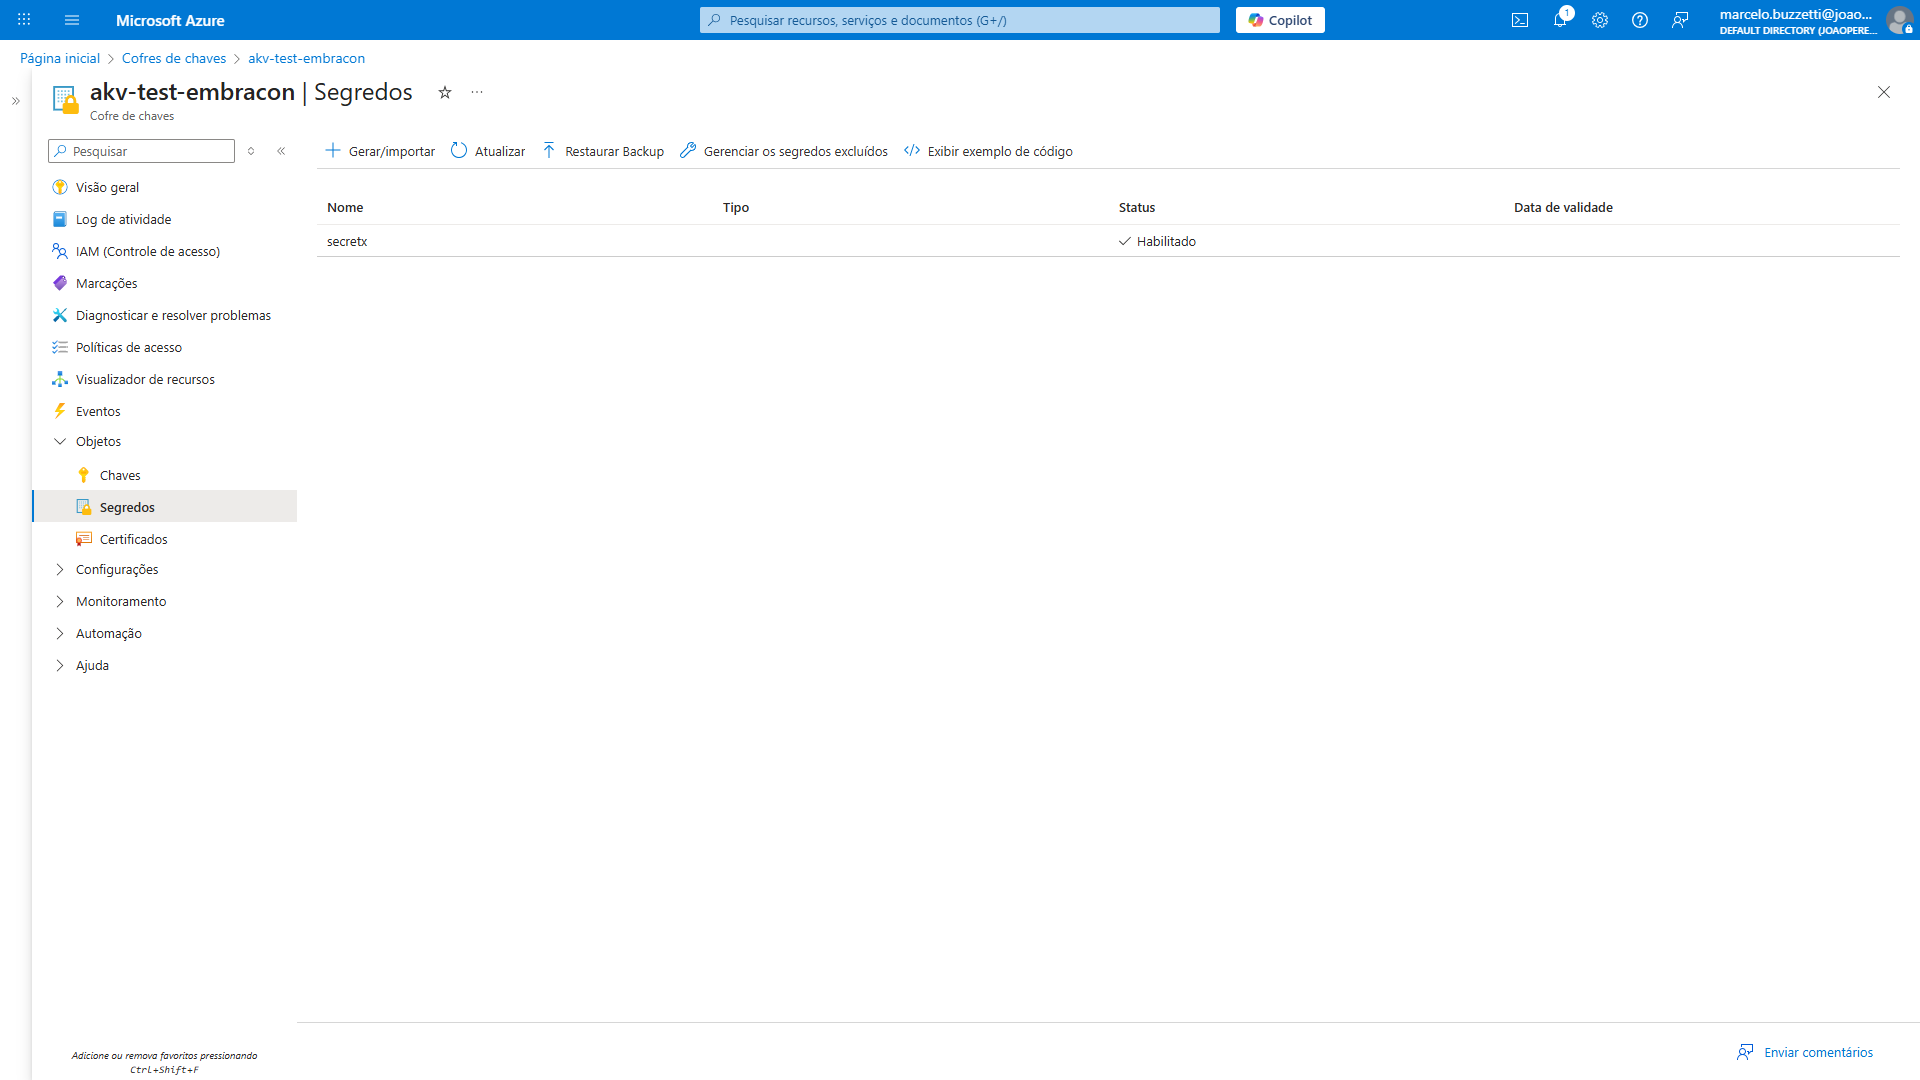 Microsoft Azure
Pesquisar recursos, serviços e documentos (G+/)
Copilot
1
marcelo.buzzetti@joao...
DEFAULT DIRECTORY (JOAOPERE...
Página inicial > Cofres de chaves > akv-test-embracon
akv-test-embracon | Segredos
Cofre de chaves
Pesquisar
Gerar/importar
Atualizar
Restaurar Backup
Gerenciar os segredos excluídos
Exibir exemplo de código
Visão geral
Log de atividade
IAM (Controle de acesso)
Marcações
Diagnosticar e resolver problemas
Políticas de acesso
Visualizador de recursos
Eventos
Objetos
Chaves
Segredos
Certificados
Configurações
Monitoramento
Automação
Ajuda
Nome Tipo Status Data de validade
secretx Habilitado
Adicione ou remova favoritos pressionando
Ctrl+Shift+F
Enviar comentários